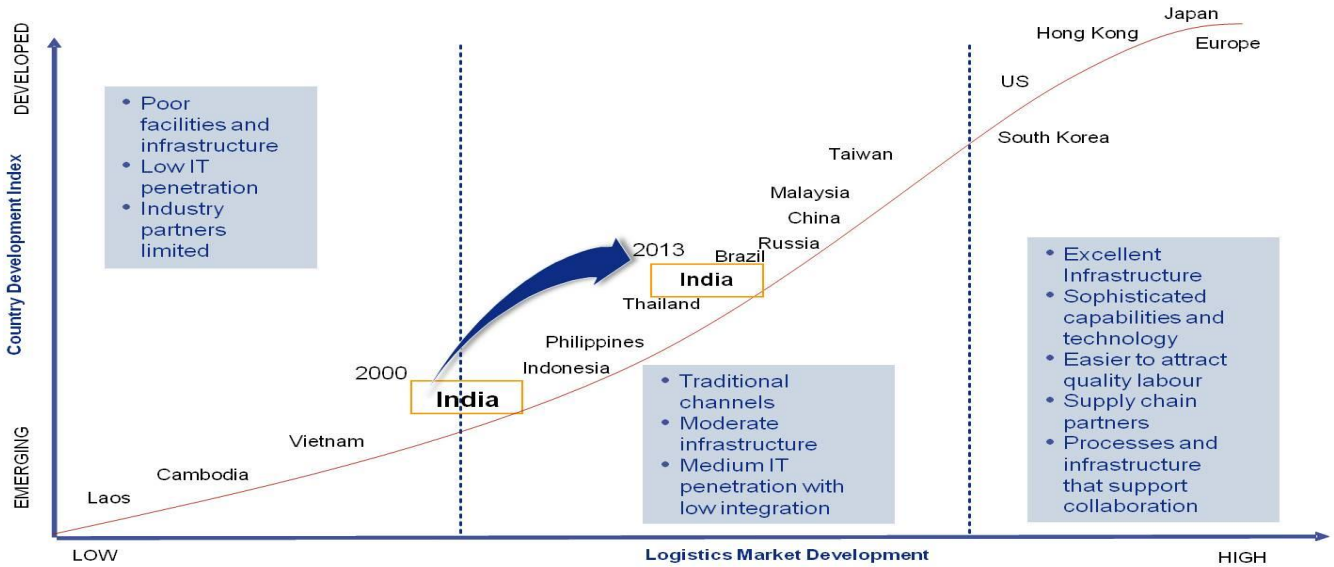 DEVELOPED
Country Development Index
EMERGING
• Poor
facilities and
infrastructure
• Low IT
penetration
• Industry
partners
limited
Japan
Hong Kong
Europe
US
South Korea
Taiwan
Malaysia
China
Russia
Brazil
2013
India
Thailand
Philippines
Indonesia
2000
India
Vietnam
Cambodia
Laos
• Traditional
channels
• Moderate
infrastructure
• Medium IT
penetration with
low integration
• Excellent
Infrastructure
• Sophisticated
capabilities and
technology
• Easier to attract
quality labour
• Supply chain
partners
• Processes and
infrastructure
that support
collaboration
LOW
Logistics Market Development
HIGH